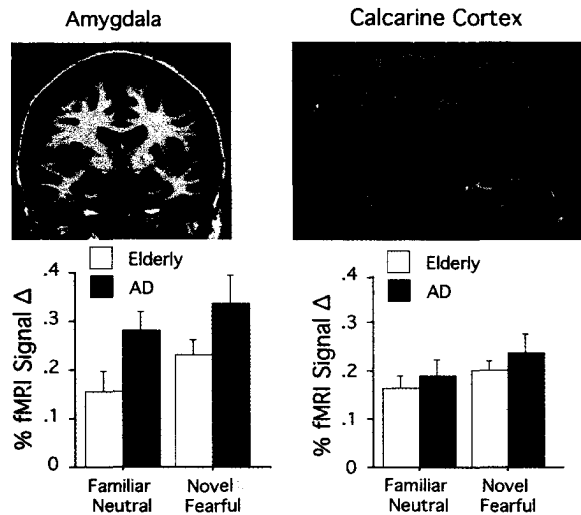 Amygdala
Calcarine Cortex
Elderly
AD
% fMRI Signal Δ
.4
.3
.2
.1
0
Familiar
Neutral
Novel
Fearful
Elderly
AD
% fMRI Signal Δ
.4
.3
.2
.1
0
Familiar
Neutral
Novel
Fearful